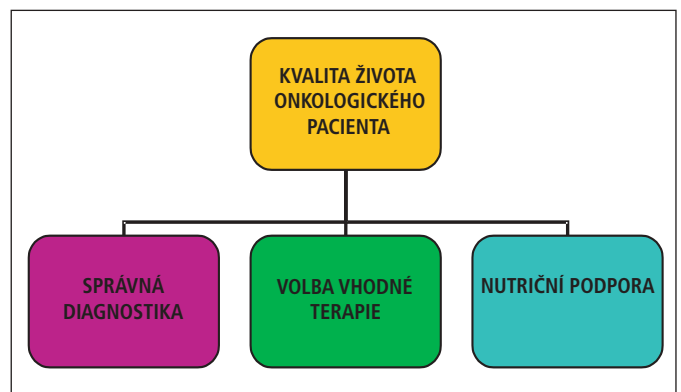 KVALITA ŽIVOTA
ONKOLOGICKÉHO
PACIENTA
SPRÁVNÁ
DIAGNOSTIKA
VOLBA VHODNÉ
TERAPIE
NUTRIČNÍ PODPORA